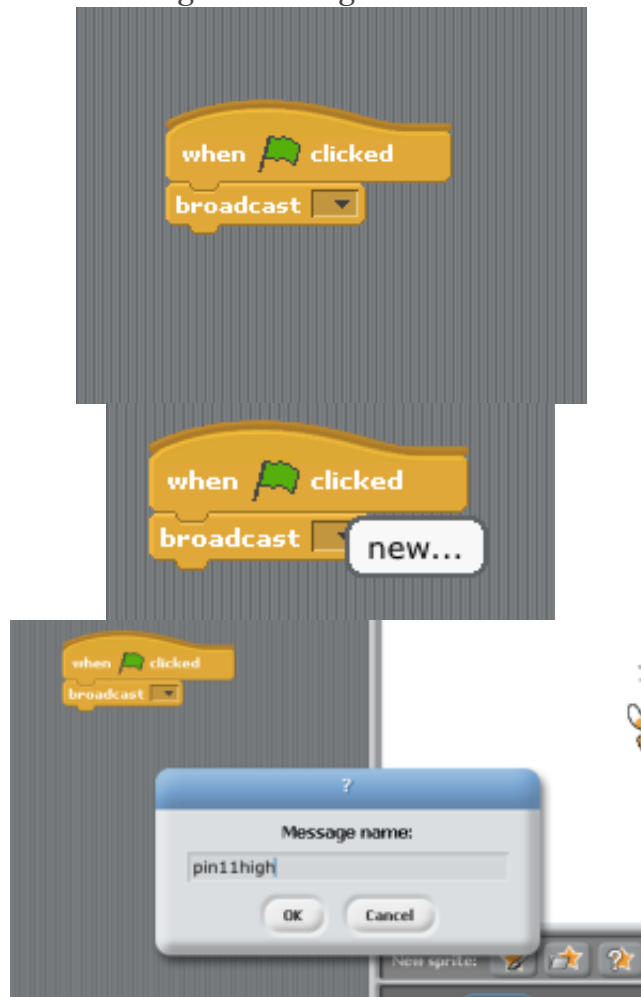 when clicked
broadcast
when clicked
broadcast
new...
when clicked
broadcast
?
Message name:
pin11high
OK Cancel
New sprite: